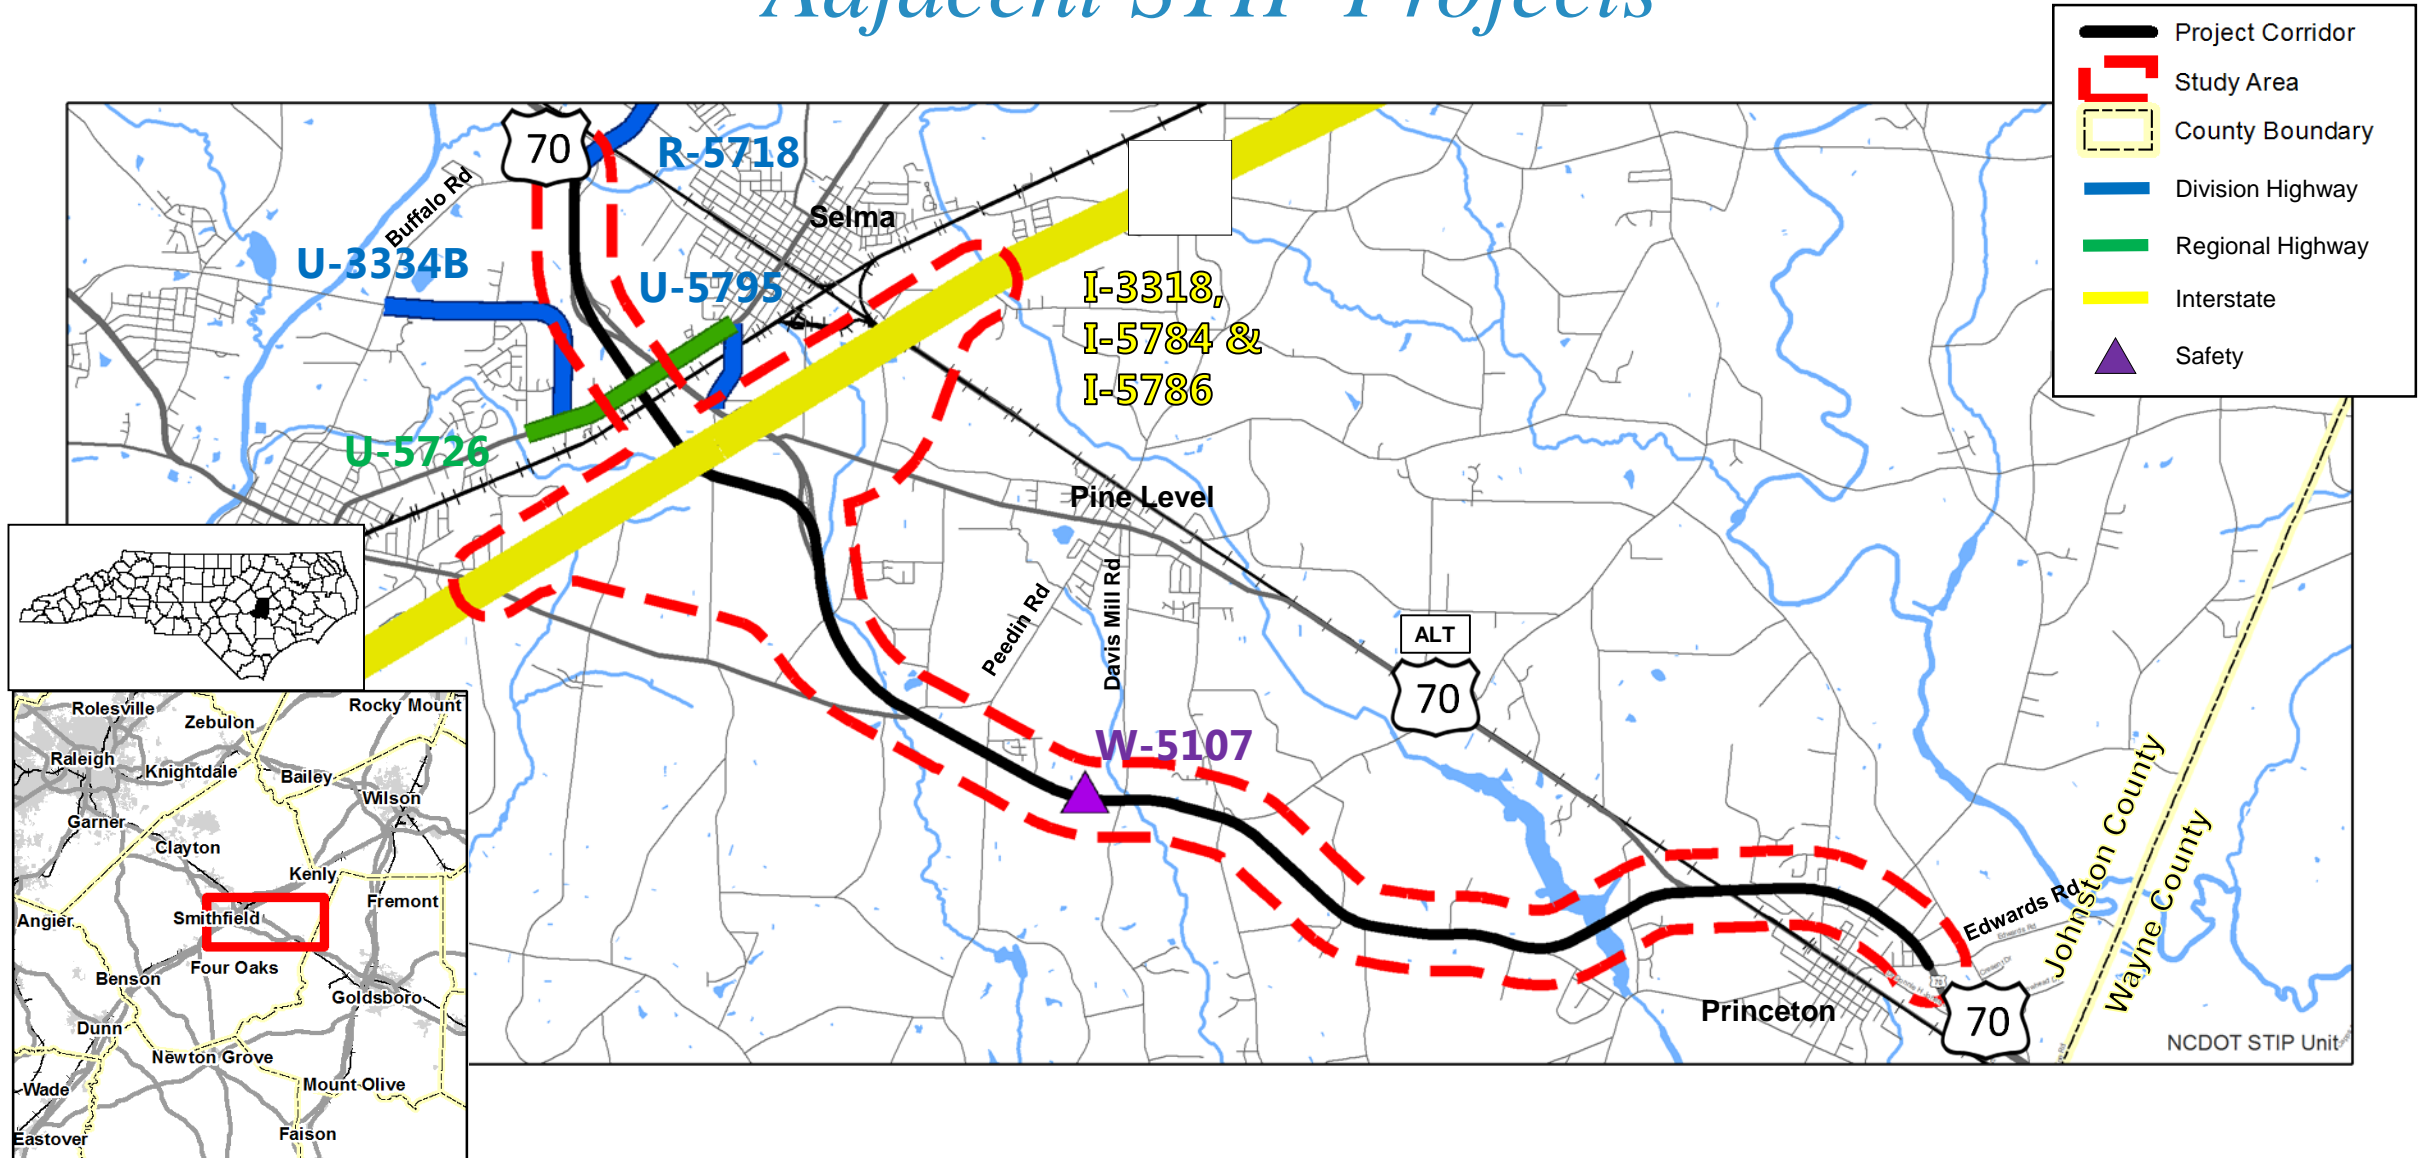 Adjacent STIP Projects
Project Corridor
Study Area
County Boundary
Division Highway
Regional Highway
Interstate
Safety
70
R-5718
Buffalo Rd
Selma
U-3334B
U-5795
I-3318,
I-5784 &
I-5786
U-5726
Pine Level
Peedin Rd
Davis Mill Rd
ALT
70
W-5107
Johnston County
Wayne County
Edwards Rd
Edwards Rd
70
Princeton
70
NCDOT STIP Unit
Rolesville
Rocky Mount
Zebulon
Raleigh
Knightdale
Bailey
Wilson
Garner
Clayton
Kenly
Fremont
Angier
Smithfield
Four Oaks
Benson
Goldsboro
Dunn
Newton Grove
Wade
Mount Olive
Eastover
Faison